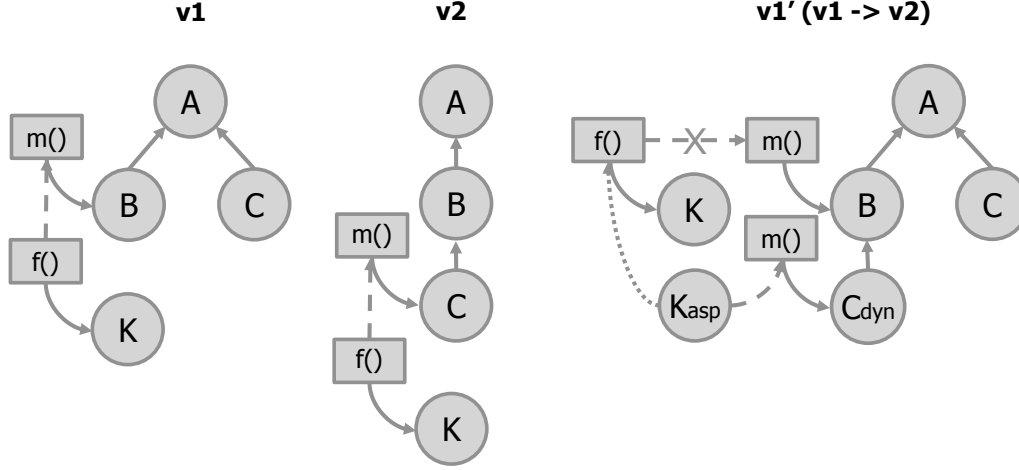 v1
v2
v1’ (v1 -> v2)
A
m()
B
C
f()
K
A
B
m()
C
f()
K
A
f()
X
m()
K
B
C
m()
Kasp
Cdyn